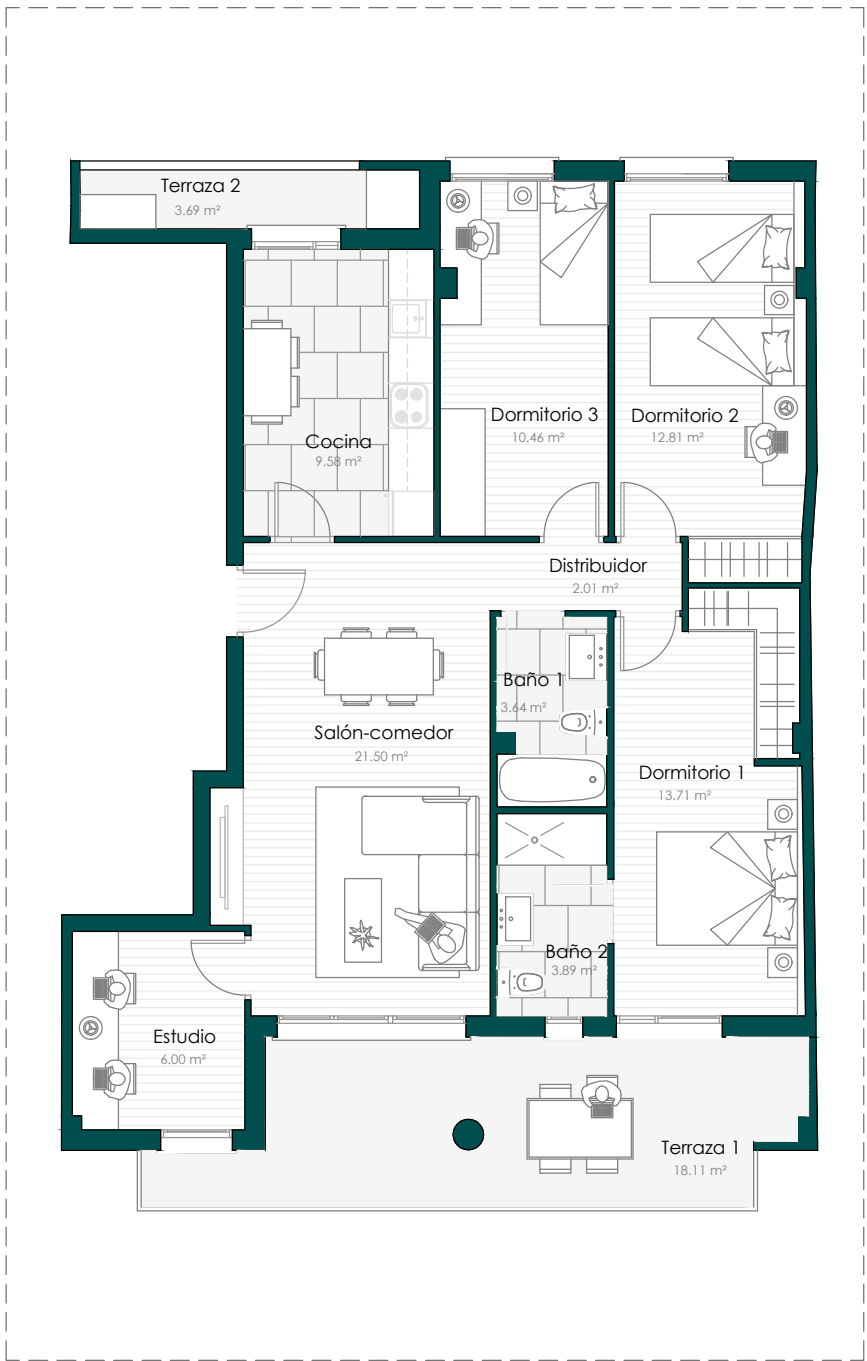 Terraza 2
3.69 m²
Dormitorio 3
10.46 m²
Dormitorio 2
12.81 m²
Cocina
9.58 m²
Distribuidor
2.01 m²
Baño 1
3.64 m²
Salón-comedor
21.50 m²
Dormitorio 1
13.71 m²
Baño 2
3.89 m²
Estudio
6.00 m²
Terraza 1
18.11 m²